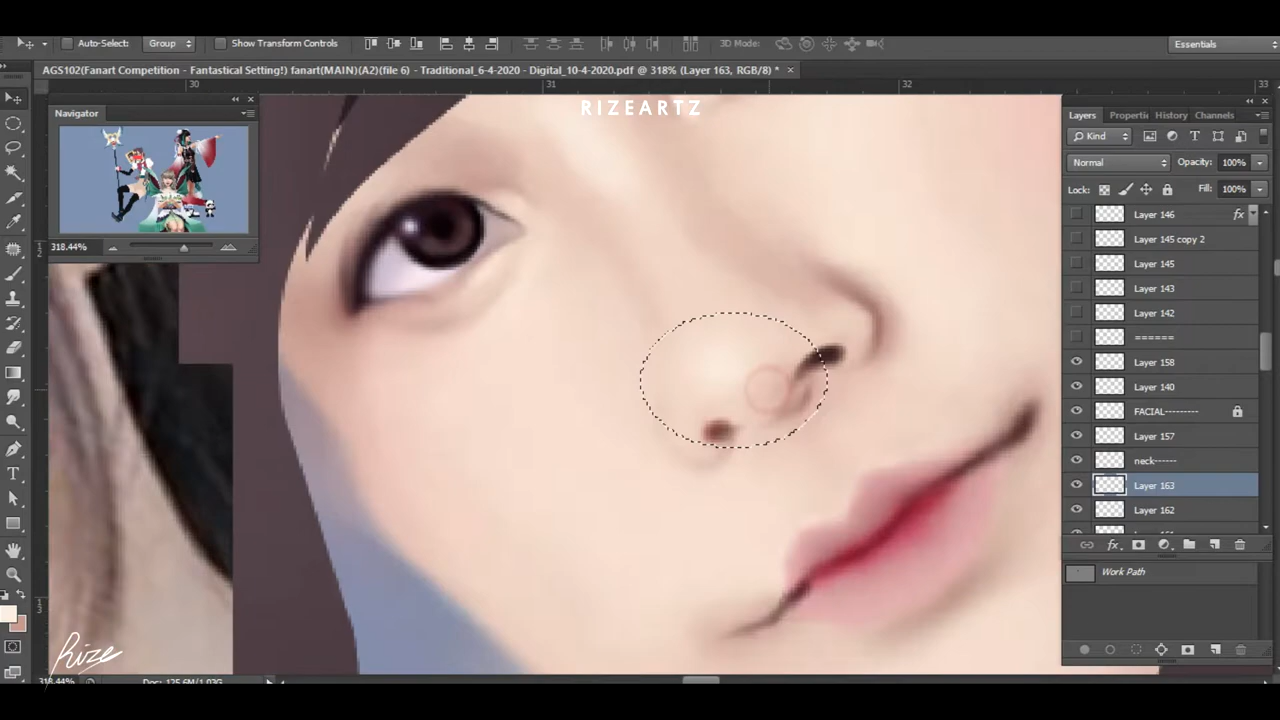 Auto-Select: Group Show Transform Controls 3D Mode: Essentials
AGS102(Fanart Competition - Fantastical Setting!) fanart(MAIN)(A2)(file 6) - Traditional_6-4-2020 - Digital_10-4-2020.pdf @ 318% (Layer 163, RGB/8) *
30 31 32 33
RIZEARTZ
Navigator
318.44%
Layers Properti History Channels
Kind
Normal Opacity: 100%
Lock: Fill: 100%
Layer 146 fx
Layer 145 copy 2
Layer 145
Layer 143
Layer 142
======
Layer 158
Layer 140
FACIAL---------
Layer 157
neck------
Layer 163
Layer 162
fx
Work Path
Rize
318.44% Doc: 125.6M/1.03G